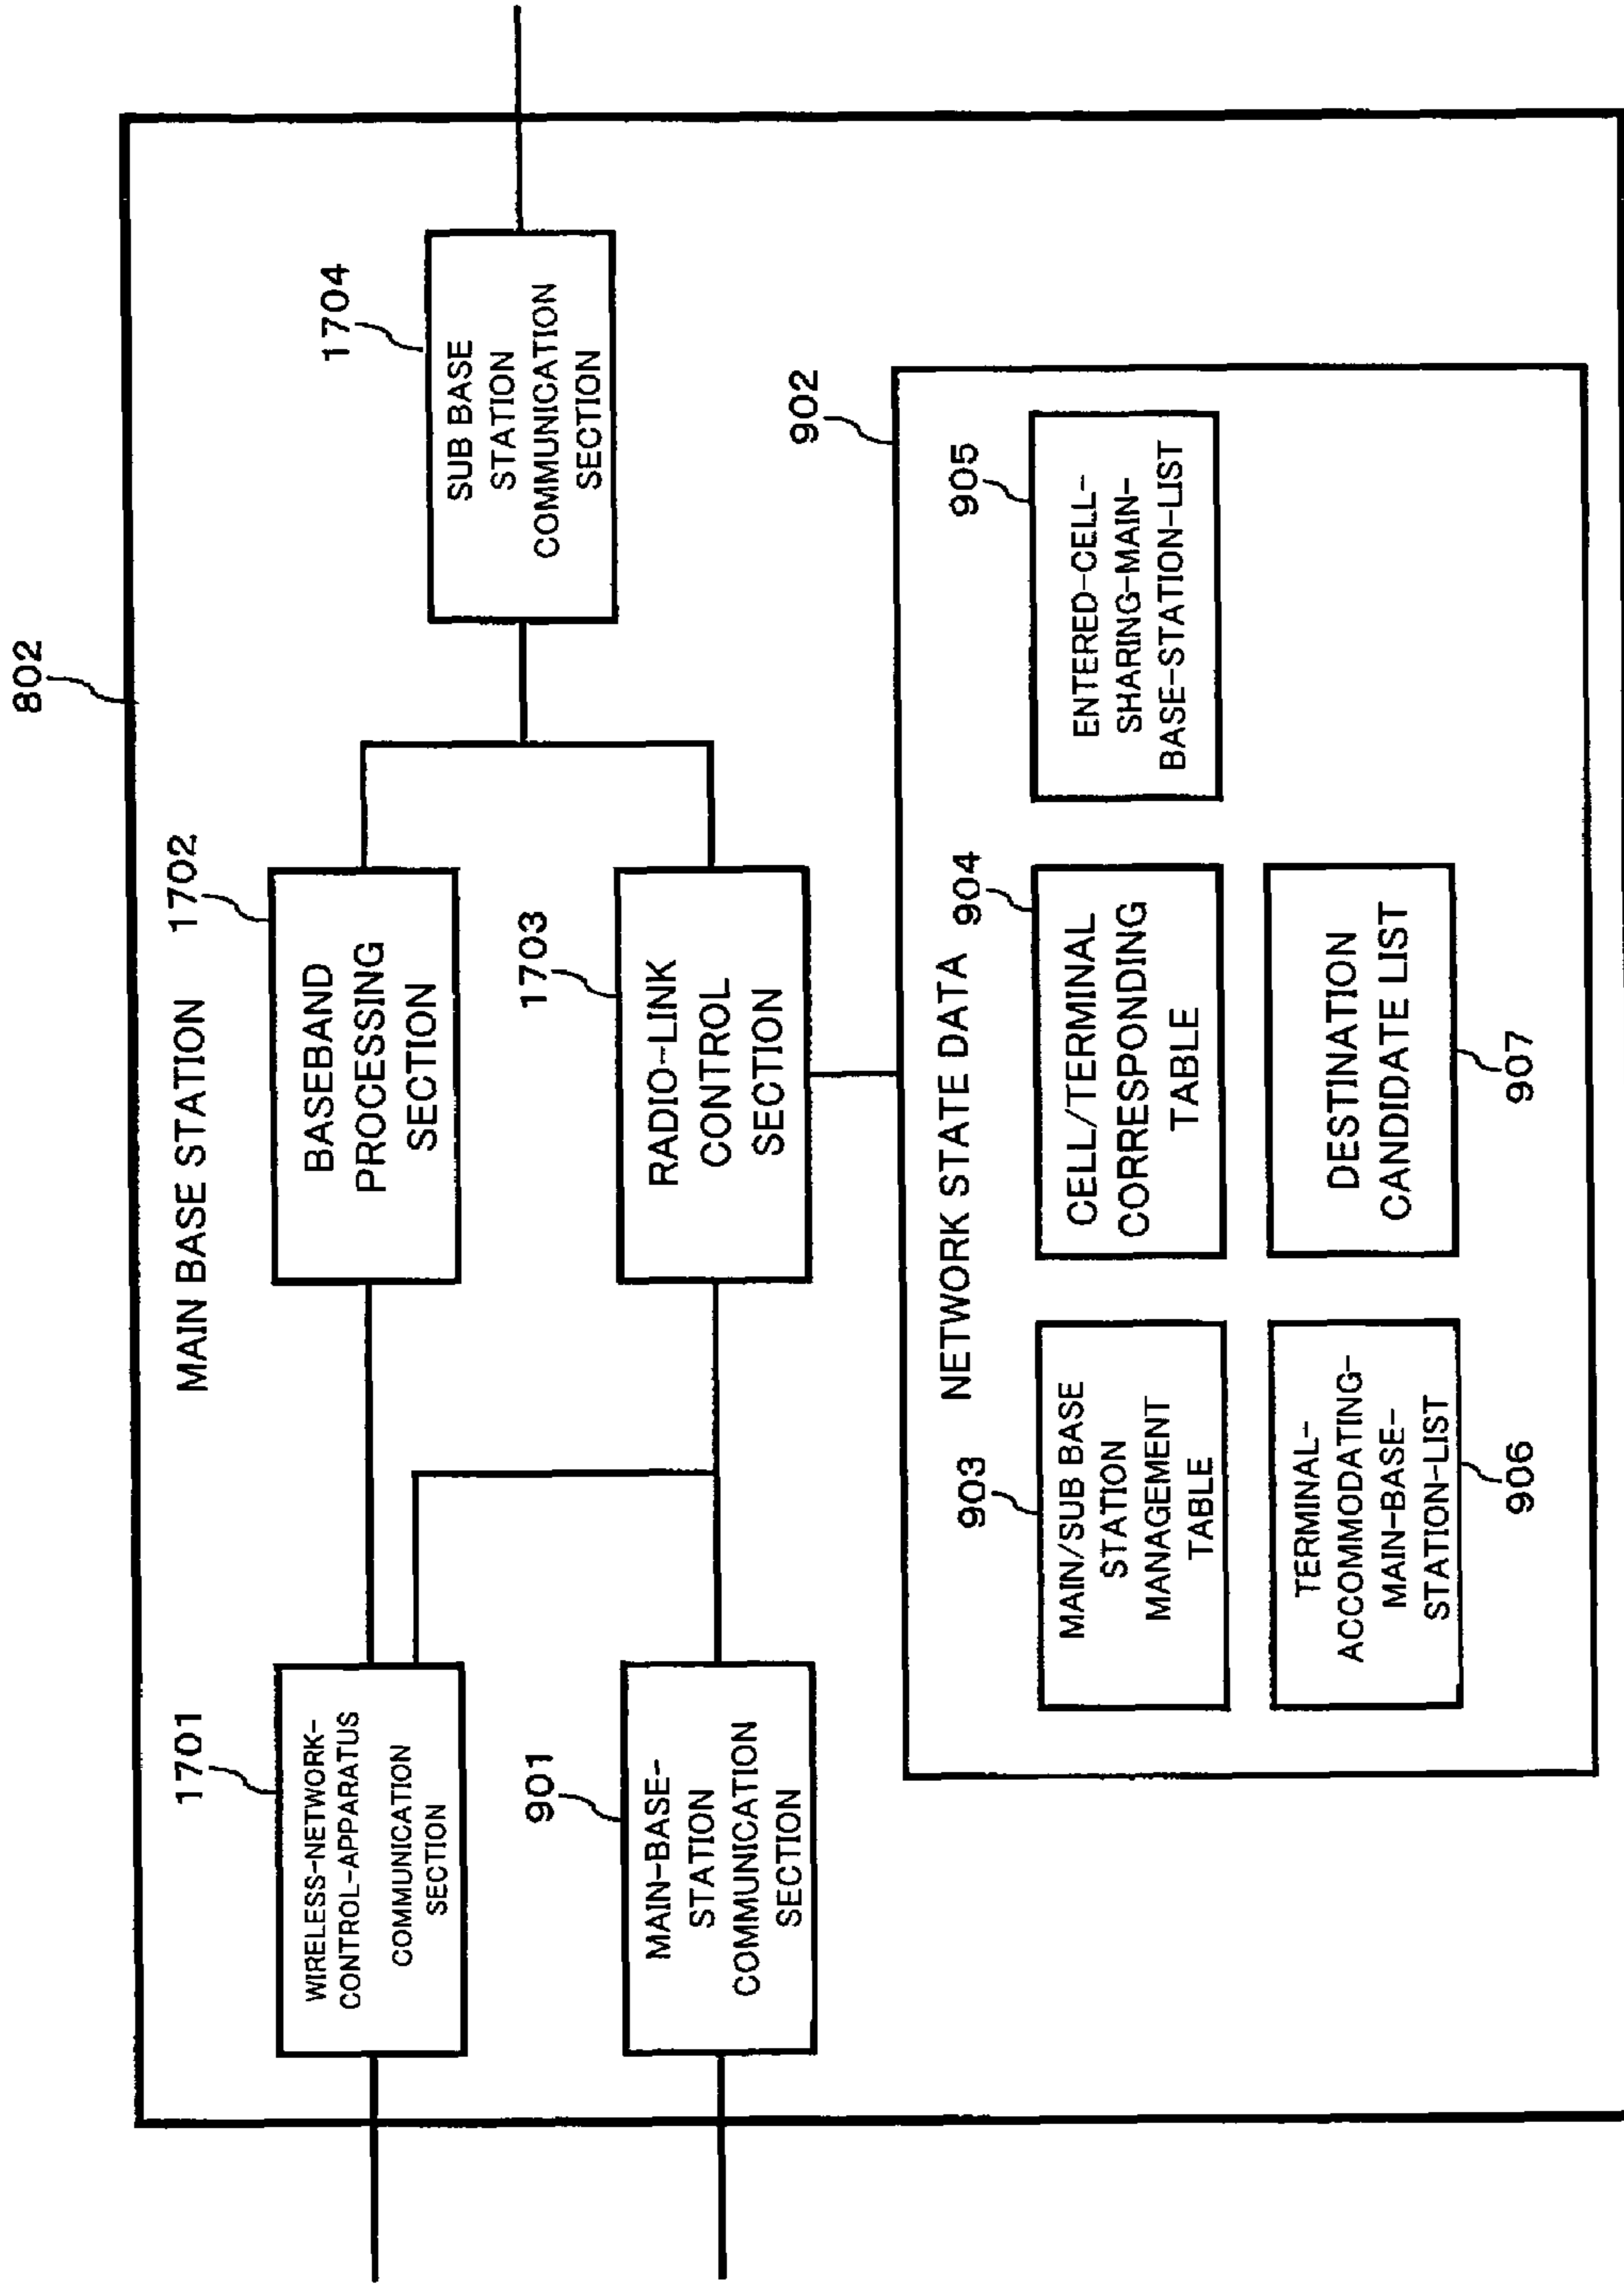 802
MAIN BASE STATION
1701
WIRELESS-NETWORK-
CONTROL-APPARATUS
COMMUNICATION
SECTION
1702
BASEBAND
PROCESSING
SECTION
1704
SUB BASE
STATION
COMMUNICATION
SECTION
901
MAIN-BASE-
STATION
COMMUNICATION
SECTION
1703
RADIO-LINK
CONTROL
SECTION
902
NETWORK STATE DATA
903
MAIN/SUB BASE
STATION
MANAGEMENT
TABLE
904
CELL/TERMINAL
CORRESPONDING
TABLE
905
ENTERED-CELL-
SHARING-MAIN-
BASE-STATION-LIST
TERMINAL-
ACCOMMODATING-
MAIN-BASE-
STATION-LIST
906
DESTINATION
CANDIDATE LIST
907